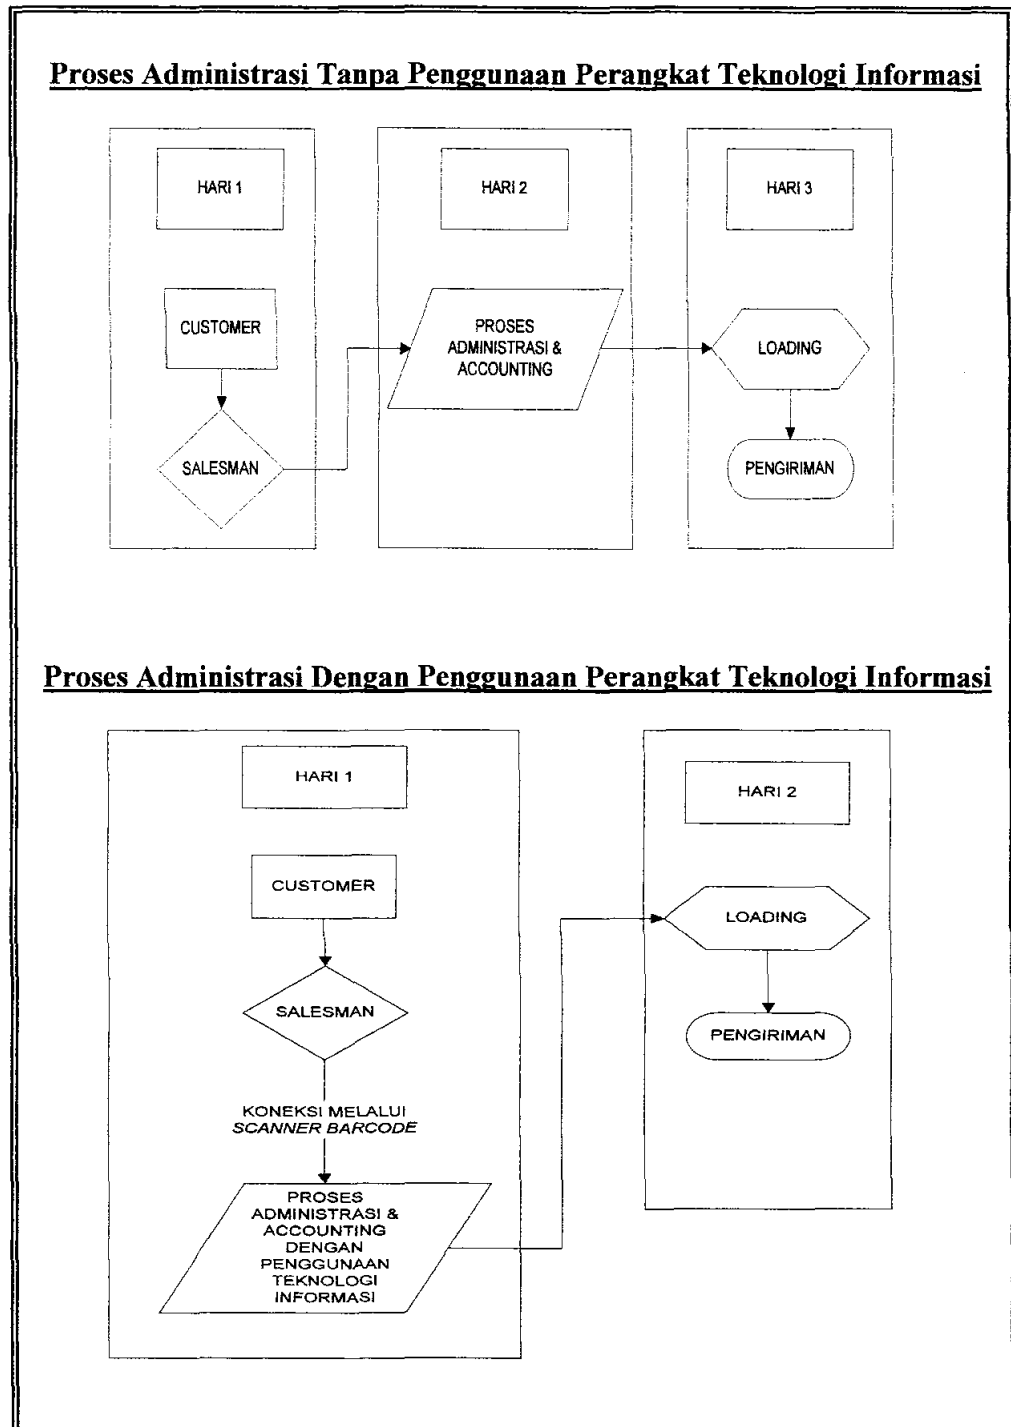 Proses Administrasi Tanpa Penggunaan Perangkat Teknologi Informasi
HARI 1
CUSTOMER
SALESMAN
HARI 2
PROSES
ADMINISTRASI &
ACCOUNTING
HARI 3
LOADING
PENGIRIMAN
Proses Administrasi Dengan Penggunaan Perangkat Teknologi Informasi
HARI 1
CUSTOMER
SALESMAN
KONEKSI MELALUI
SCANNER BARCODE
PROSES
ADMINISTRASI &
ACCOUNTING
DENGAN
PENGGUNAAN
TEKNOLOGI
INFORMASI
HARI 2
LOADING
PENGIRIMAN